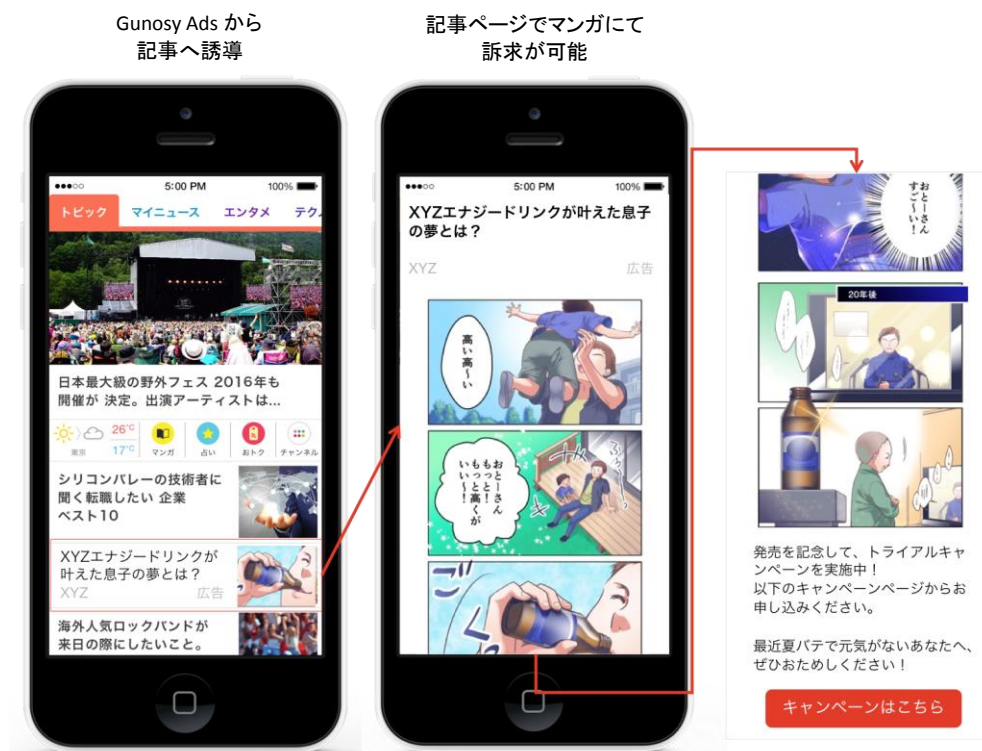 Gunosy Ads から
記事へ誘導
記事ページでマンガにて
訴求が可能
5:00 PM
100%
トピック
マイニュース
エンタメ
テク
日本最大級の野外フェス 2016年も
開催が 決定。出演アーティストは...
東京
26℃
17℃
マンガ
占い
おトク
チャンネル
シリコンバレーの技術者に
聞く転職したい 企業
ベスト10
XYZエナジードリンクが
叶えた息子の夢とは？
XYZ
広告
海外人気ロックバンドが
来日の際にしたいこと。
5:00 PM
100%
XYZエナジードリンクが叶えた息子
の夢とは？
XYZ
広告
高い高～い
おとーさん
もっと！
もっと高くが
いい～！
おとーさん
すご～い！
20年後
発売を記念して、トライアルキャ
ンペーンを実施中！
以下のキャンペーンページからお
申し込みください。
最近夏バテで元気がないあなたへ、
ぜひおためしください！
キャンペーンはこちら